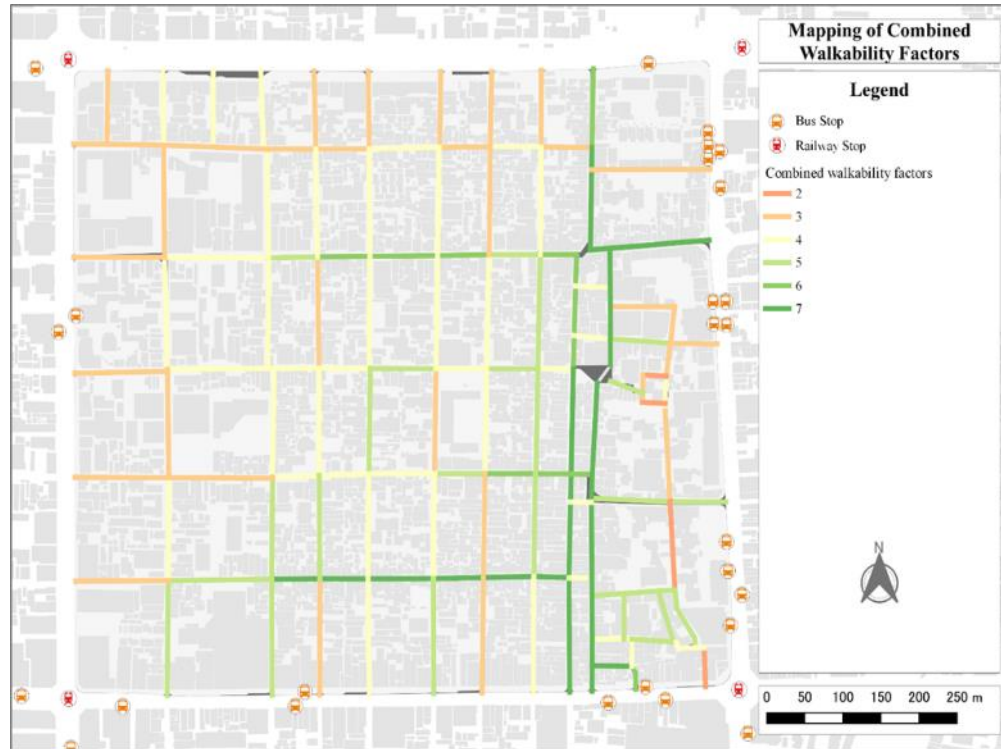 Mapping of Combined
Walkability Factors
Legend
Bus Stop
Railway Stop
Combined walkability factors
2
3
4
5
6
7
N
0 50 100 150 200 250 m